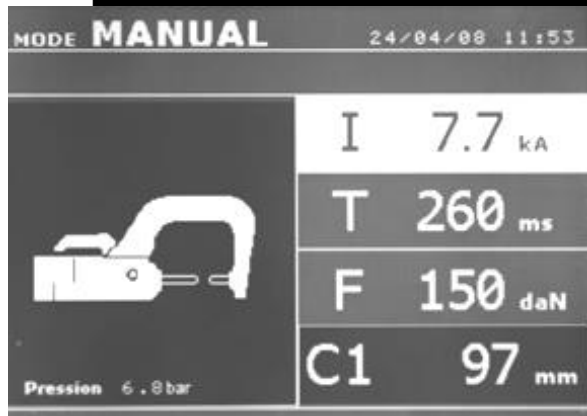 MODE MANUAL 24/04/08 11:53
I 7.7 kA
T 260 ms
F 150 daN
C1 97 mm
Pression 6.8bar